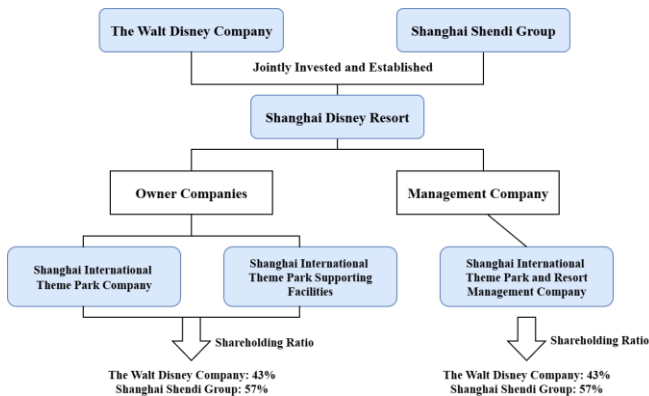 The Walt Disney Company
Shanghai Shendi Group
Jointly Invested and Established
Shanghai Disney Resort
Owner Companies
Management Company
Shanghai International
Theme Park Company
Shanghai International
Theme Park Supporting
Facilities
Shanghai International
Theme Park and Resort
Management Company
Shareholding Ratio
Shareholding Ratio
The Walt Disney Company: 43%
Shanghai Shendi Group: 57%
The Walt Disney Company: 43%
Shanghai Shendi Group: 57%